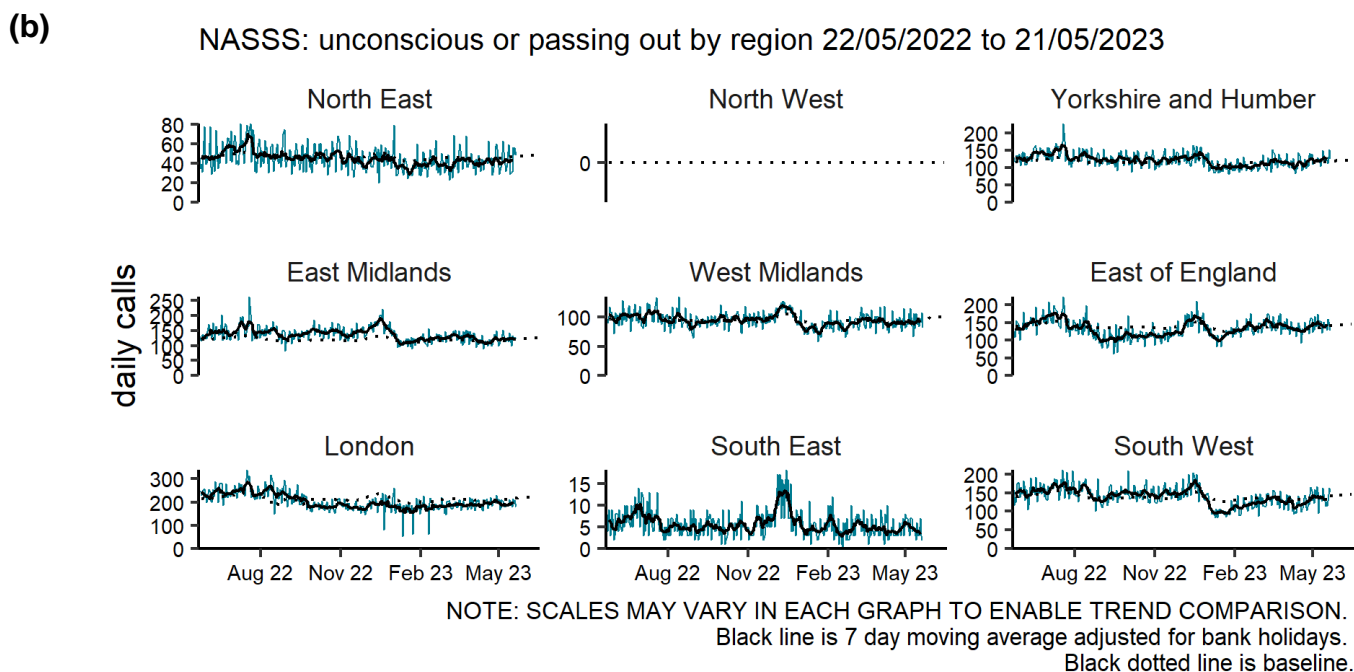 (b)
NASSS: unconscious or passing out by region 22/05/2022 to 21/05/2023
North East
North West
Yorkshire and Humber
80
60
40
20
0
0
200
150
100
50
0
East Midlands
West Midlands
East of England
daily calls
250
200
150
100
50
0
100
50
0
200
150
100
50
0
London
South East
South West
300
200
100
0
15
10
5
0
200
150
100
50
0
Aug 22 Nov 22 Feb 23 May 23
Aug 22 Nov 22 Feb 23 May 23
Aug 22 Nov 22 Feb 23 May 23
NOTE: SCALES MAY VARY IN EACH GRAPH TO ENABLE TREND COMPARISON.
Black line is 7 day moving average adjusted for bank holidays.
Black dotted line is baseline.